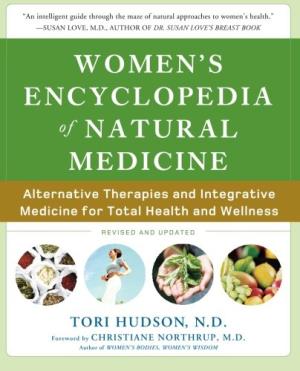 "An intelligent guide through the maze of natural approaches to women's health."
—SUSAN LOVE, M.D., AUTHOR OF DR. SUSAN LOVE'S BREAST BOOK
WOMEN'S
ENCYCLOPEDIA
of NATURAL
MEDICINE
Alternative Therapies and Integrative
Medicine for Total Health and Wellness
REVISED AND UPDATED
TORI HUDSON, N.D.
Foreword by CHRISTIANE NORTHRUP, M.D.
Author of WOMEN'S BODIES, WOMEN'S WISDOM